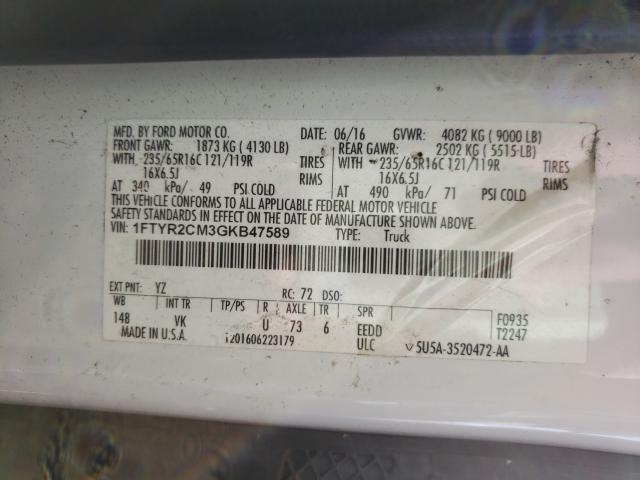 MFD. BY FORD MOTOR CO. DATE: 06/16 GVWR: 4082 KG ( 9000 LB)
FRONT GAWR: 1873 KG ( 4130 LB) REAR GAWR: 2502 KG ( 5515 LB)
WITH 235/65R16C 121/119R TIRES WITH 235/65R16C 121/119R TIRES
16X6.5J RIMS 16X6.5J RIMS
AT 340 kPa/ 49 PSI COLD AT 490 kPa/ 71 PSI COLD
THIS VEHICLE CONFORMS TO ALL APPLICABLE FEDERAL MOTOR VEHICLE
SAFETY STANDARDS IN EFFECT ON THE DATE OF MANUFACTURE SHOWN ABOVE.
VIN: 1FTYR2CM3GKB47589 TYPE: Truck
EXT PNT: YZ RC: 72 DSO:
WB INT TR TP/PS R AXLE TR SPR
148 VK U 73 6 EEDD F0935
MADE IN U.S.A. T201606223179 ULC T2247
5U5A-3520472-AA